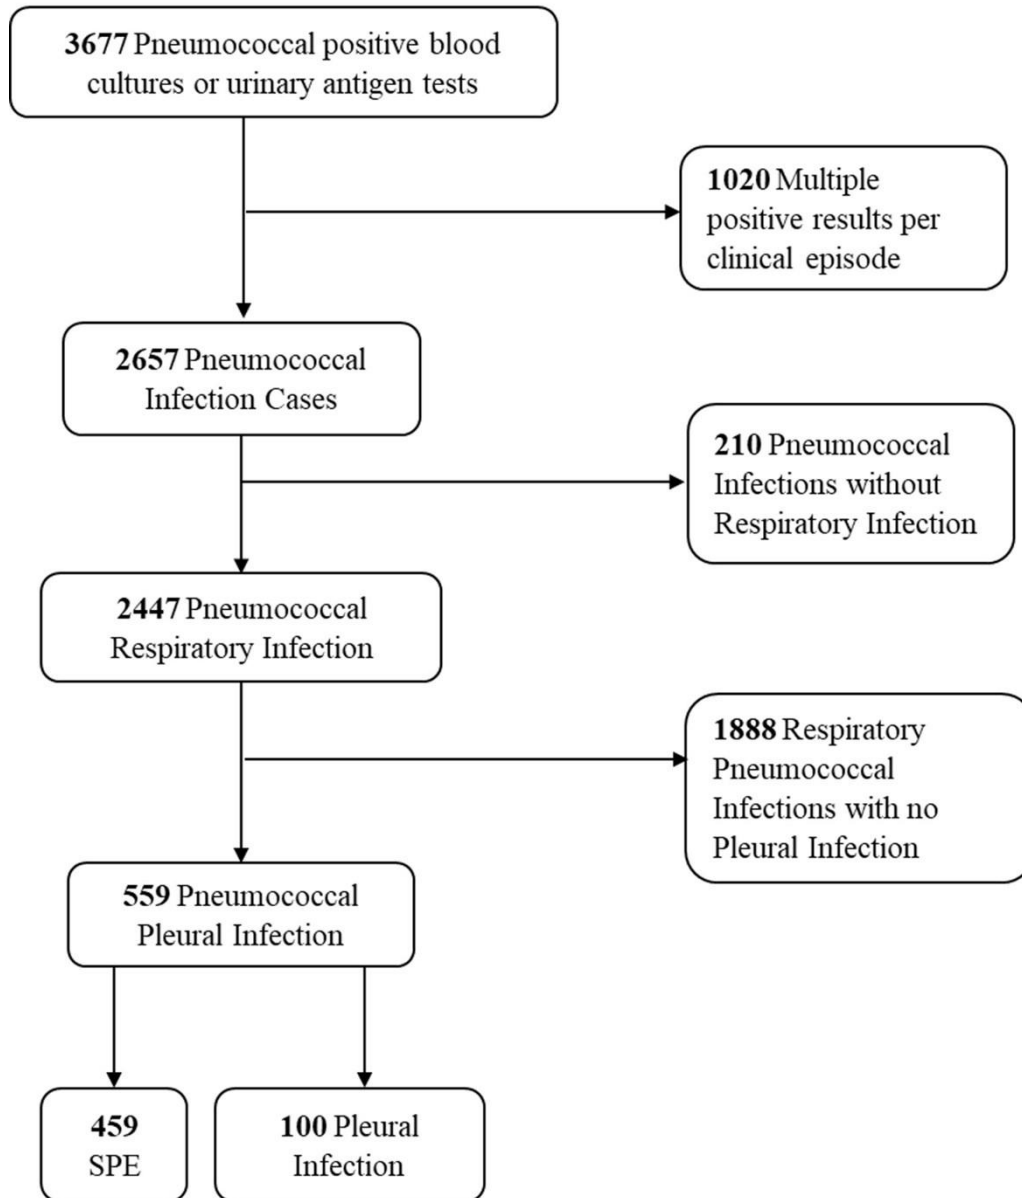 3677 Pneumococcal positive blood
cultures or urinary antigen tests
1020 Multiple
positive results per
clinical episode
2657 Pneumococcal
Infection Cases
210 Pneumococcal
Infections without
Respiratory Infection
2447 Pneumococcal
Respiratory Infection
1888 Respiratory
Pneumococcal
Infections with no
Pleural Infection
559 Pneumococcal
Pleural Infection
459
SPE
100 Pleural
Infection